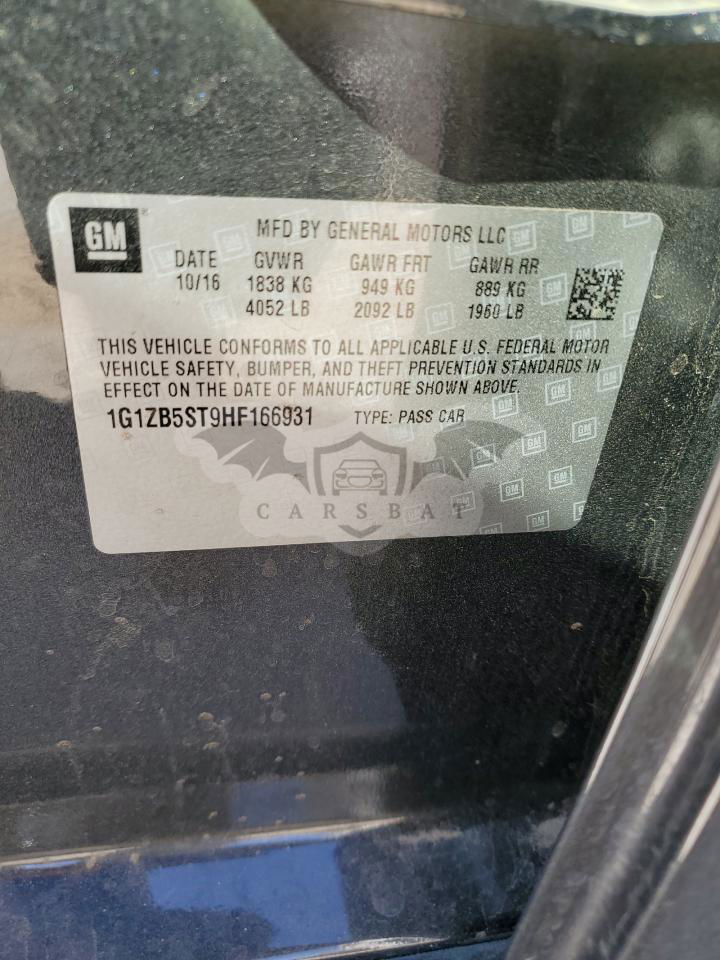 GM
MFD BY GENERAL MOTORS LLC
DATE GVWR GAWR FRT GAWR RR
10/16 1838 KG 949 KG 889 KG
4052 LB 2092 LB 1960 LB
THIS VEHICLE CONFORMS TO ALL APPLICABLE U.S. FEDERAL MOTOR
VEHICLE SAFETY, BUMPER, AND THEFT PREVENTION STANDARDS IN
EFFECT ON THE DATE OF MANUFACTURE SHOWN ABOVE.
1G1ZB5ST9HF166931 TYPE: PASS CAR
CARSBAT